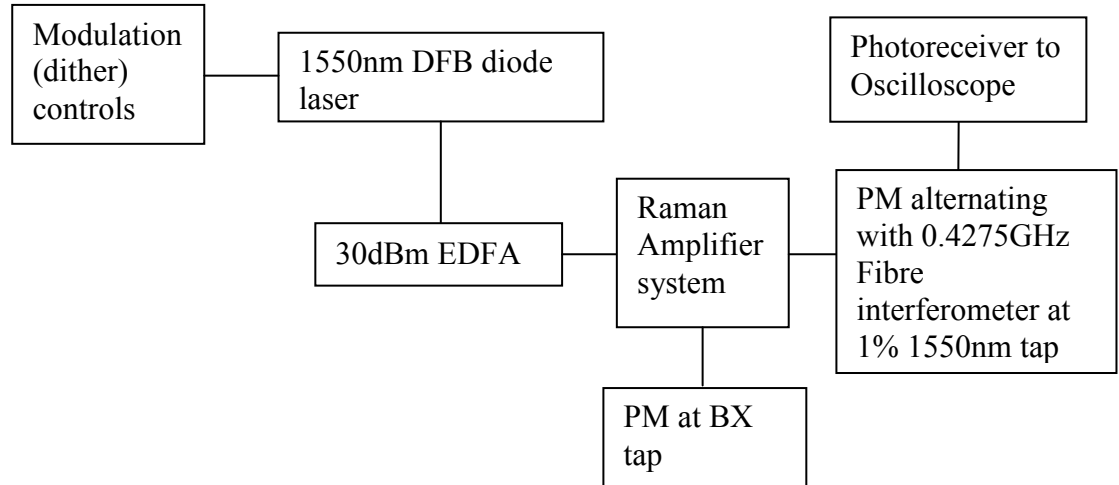 Modulation
(dither)
controls
1550nm DFB diode
laser
Photoreceiver to
Oscilloscope
30dBm EDFA
Raman
Amplifier
system
PM alternating
with 0.4275GHz
Fibre
interferometer at
1% 1550nm tap
PM at BX
tap